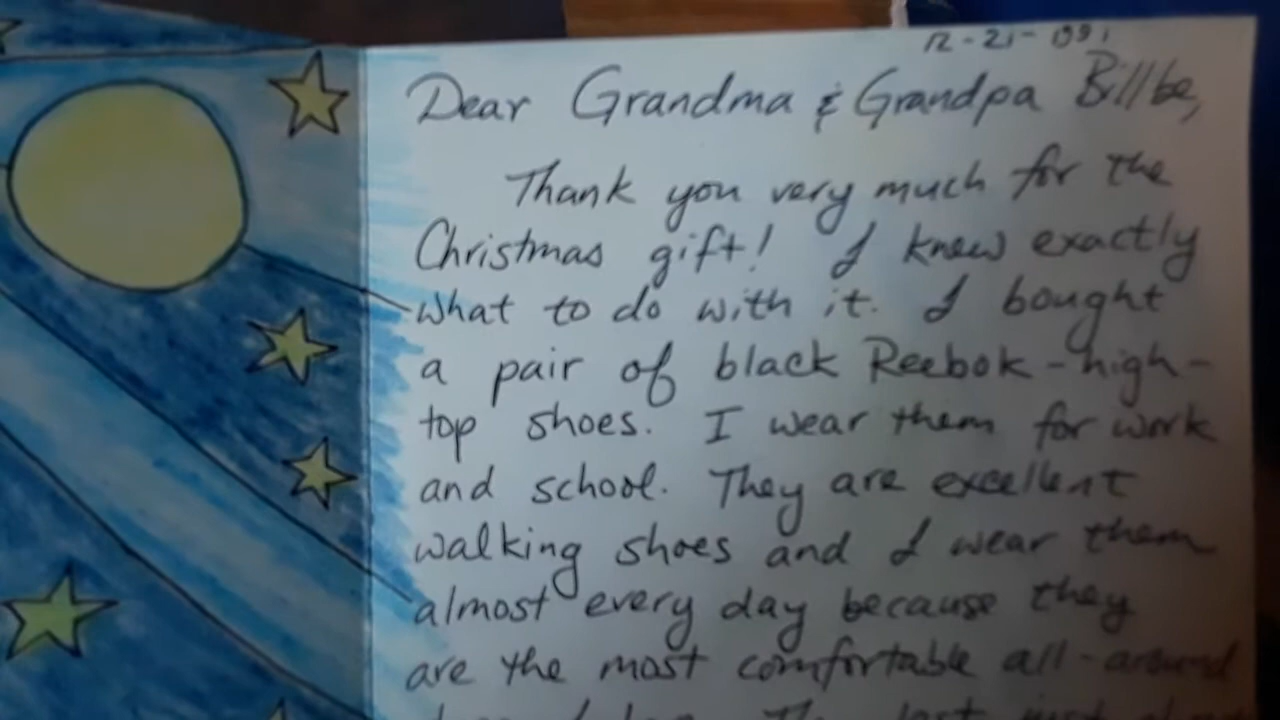 12-21-091
Dear Grandma & Grandpa Billbe,
Thank you very much for the
Christmas gift! I knew exactly
what to do with it. I bought
a pair of black Reebok-high-
top shoes. I wear them for work
and school. They are excellent
walking shoes and I wear them
almost every day because they
are the most comfortable all-around